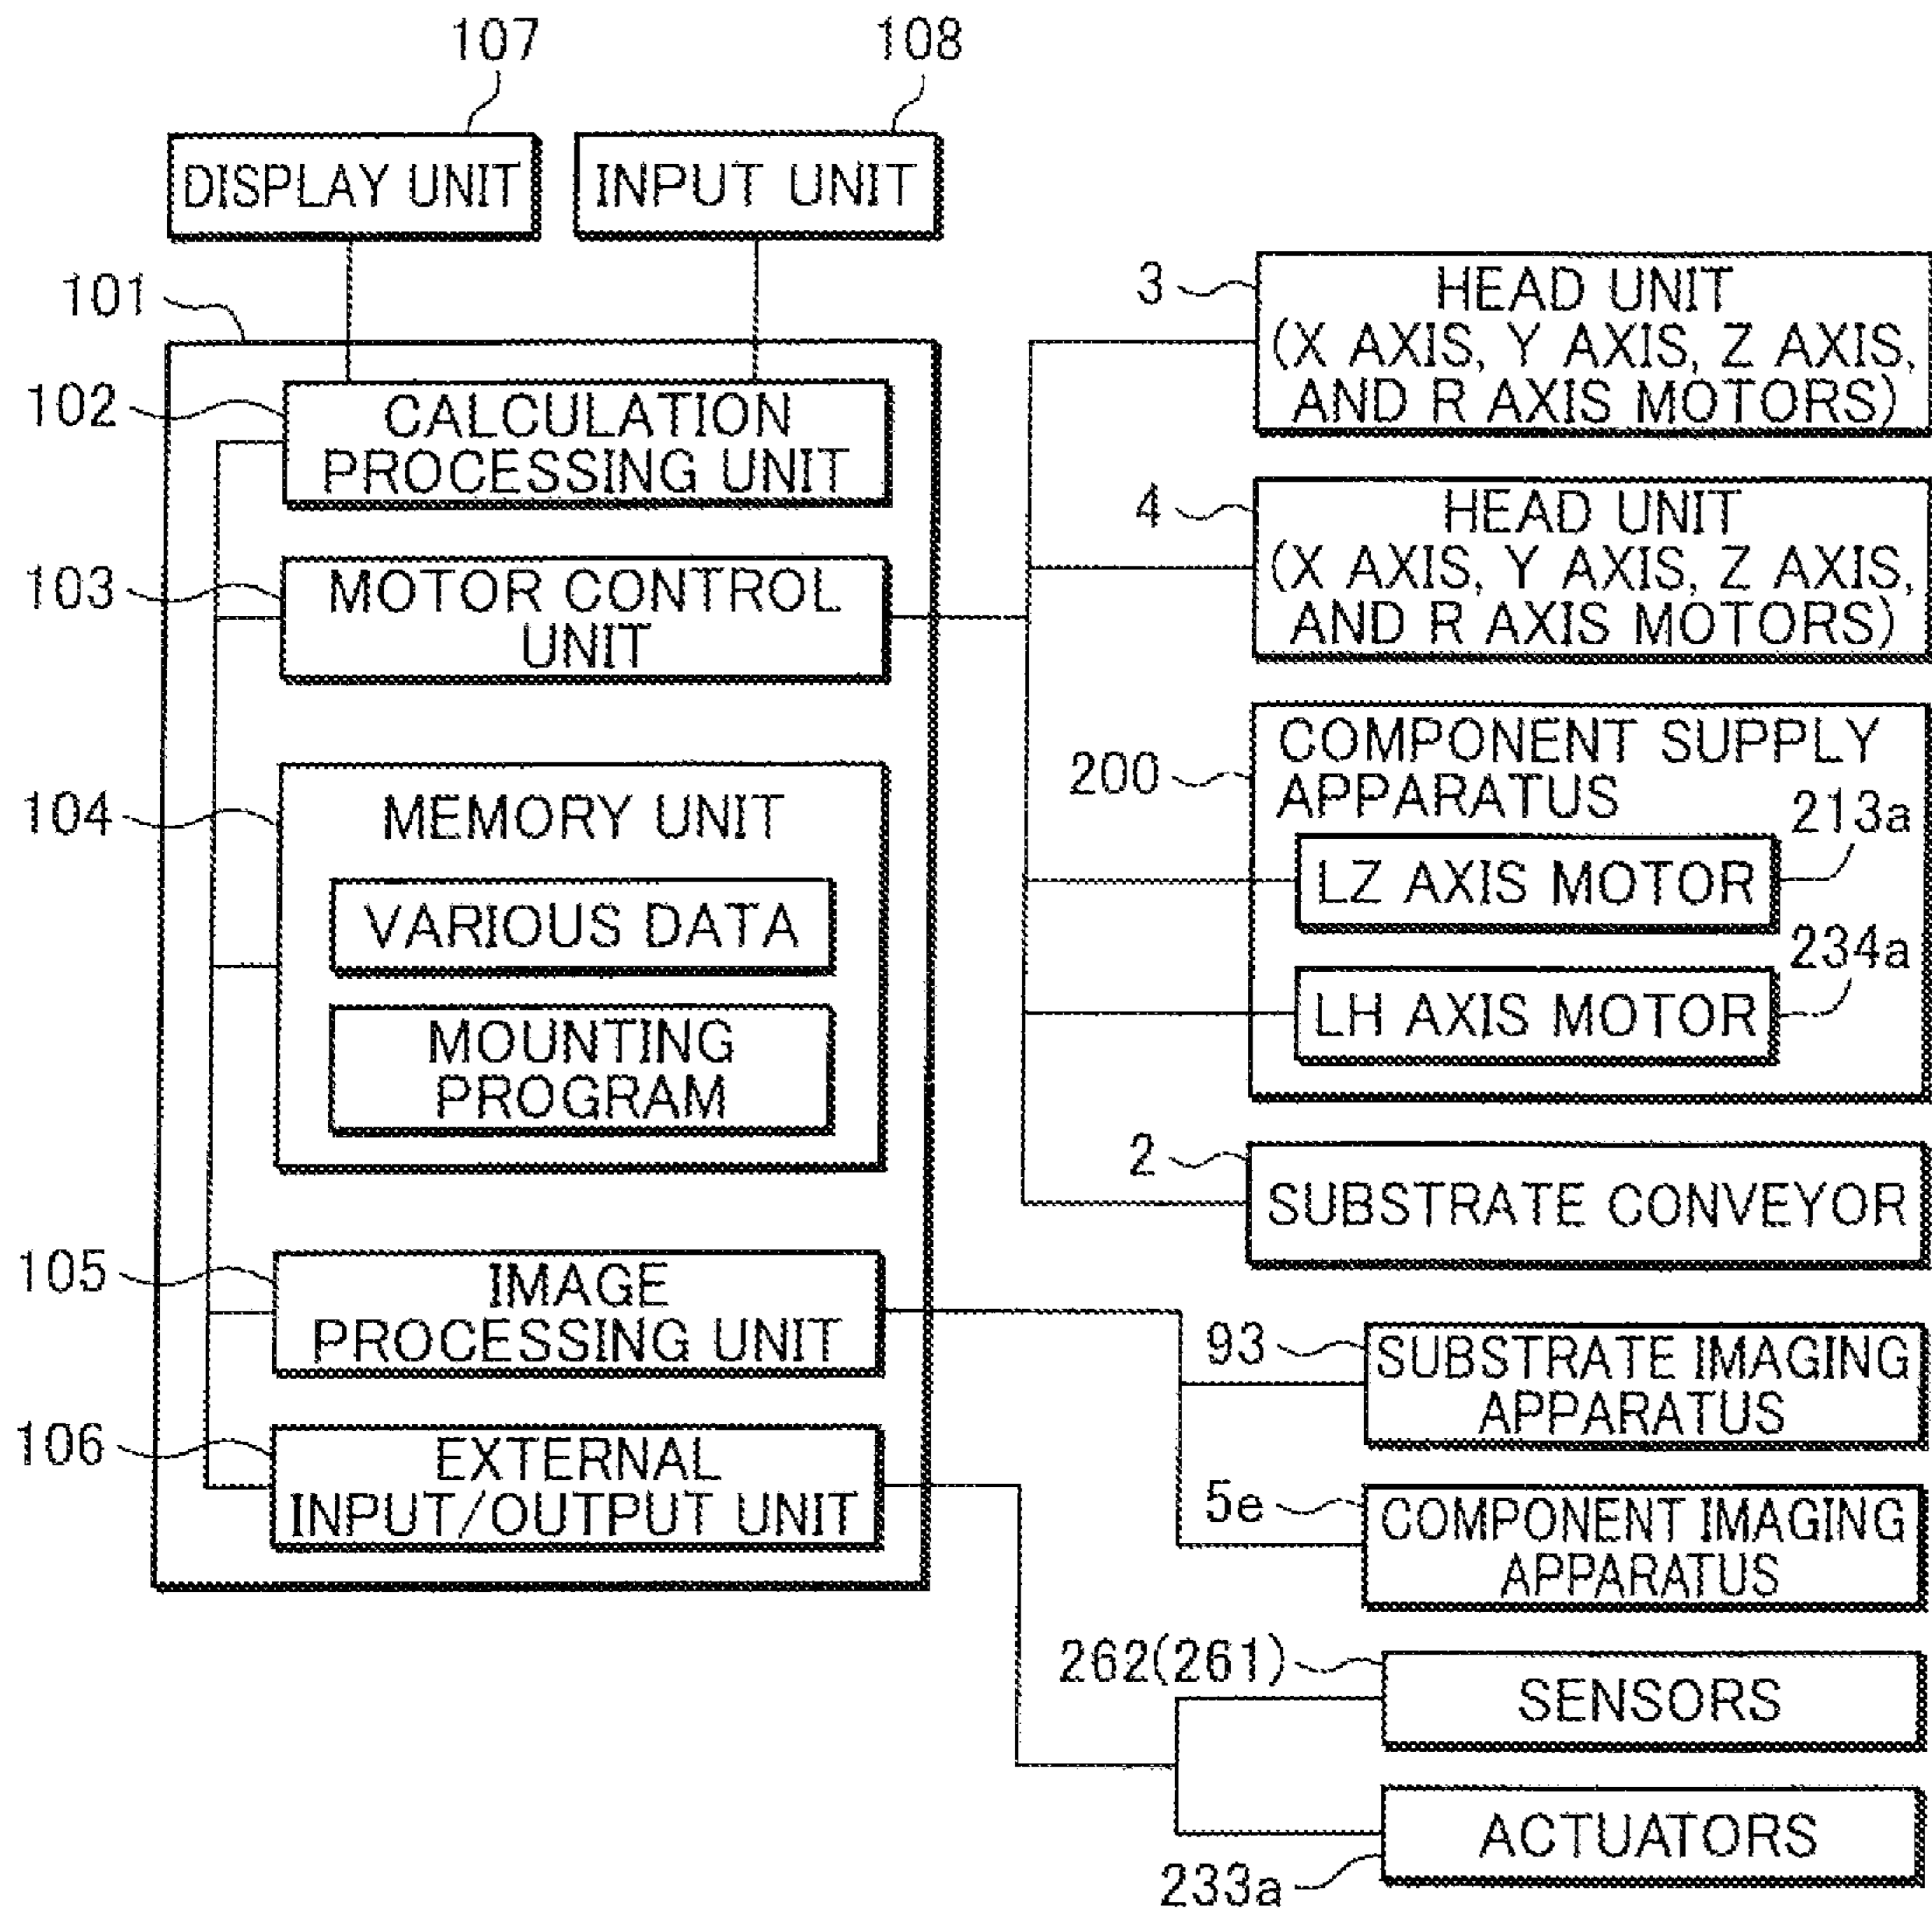 107
108
DISPLAY UNIT
INPUT UNIT
101
102
CALCULATION
PROCESSING UNIT
103
MOTOR CONTROL
UNIT
104
MEMORY UNIT
VARIOUS DATA
MOUNTING
PROGRAM
105
IMAGE
PROCESSING UNIT
106
EXTERNAL
INPUT/OUTPUT UNIT
3
HEAD UNIT
(X AXIS, Y AXIS, Z AXIS,
AND R AXIS MOTORS)
4
HEAD UNIT
(X AXIS, Y AXIS, Z AXIS,
AND R AXIS MOTORS)
200
COMPONENT SUPPLY
APPARATUS
213a
LZ AXIS MOTOR
234a
LH AXIS MOTOR
2
SUBSTRATE CONVEYOR
93
SUBSTRATE IMAGING
APPARATUS
5e
COMPONENT IMAGING
APPARATUS
262(261)
SENSORS
ACTUATORS
233a